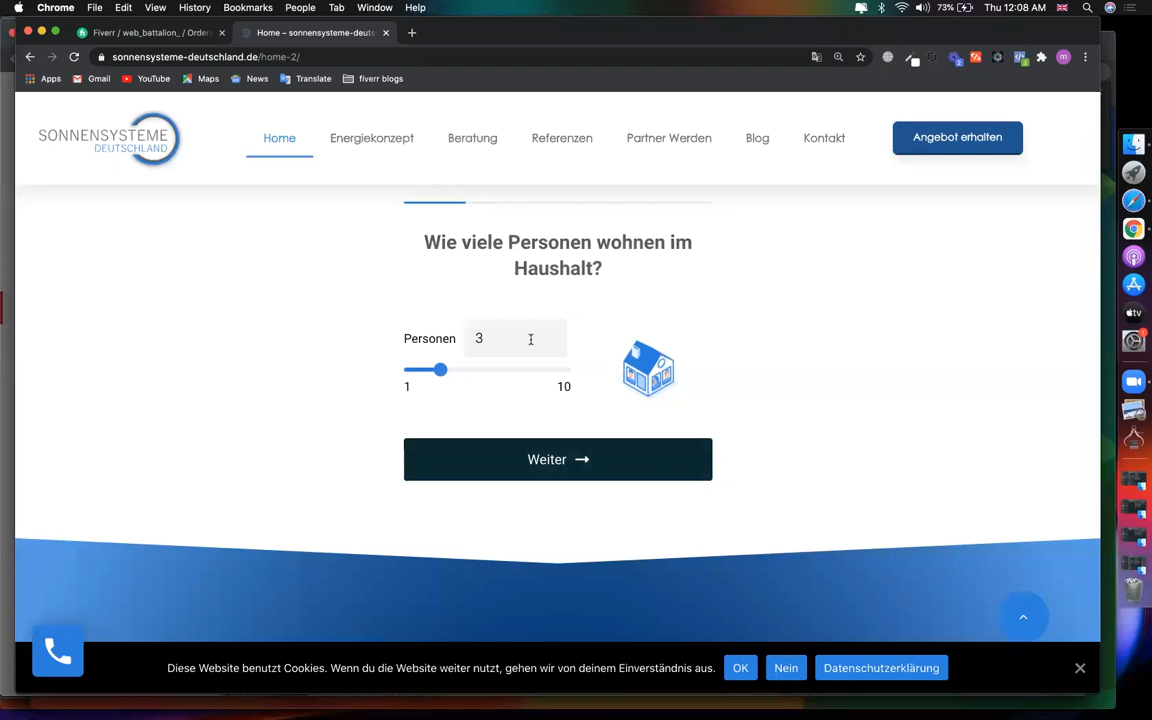 Chrome File Edit View History Bookmarks People Tab Window Help
73% Thu 12:08 AM
Fiverr / web_battalion_ / Order
Home – sonnensysteme-deuts
sonnensysteme-deutschland.de/home-2/
Apps Gmail YouTube Maps News Translate fiverr blogs
SONNENSYSTEME
DEUTSCHLAND
Home Energiekonzept Beratung Referenzen Partner Werden Blog Kontakt Angebot erhalten
Wie viele Personen wohnen im
Haushalt?
Personen 3
1 10
Weiter
Diese Website benutzt Cookies. Wenn du die Website weiter nutzt, gehen wir von deinem Einverständnis aus. OK Nein Datenschutzerklärung